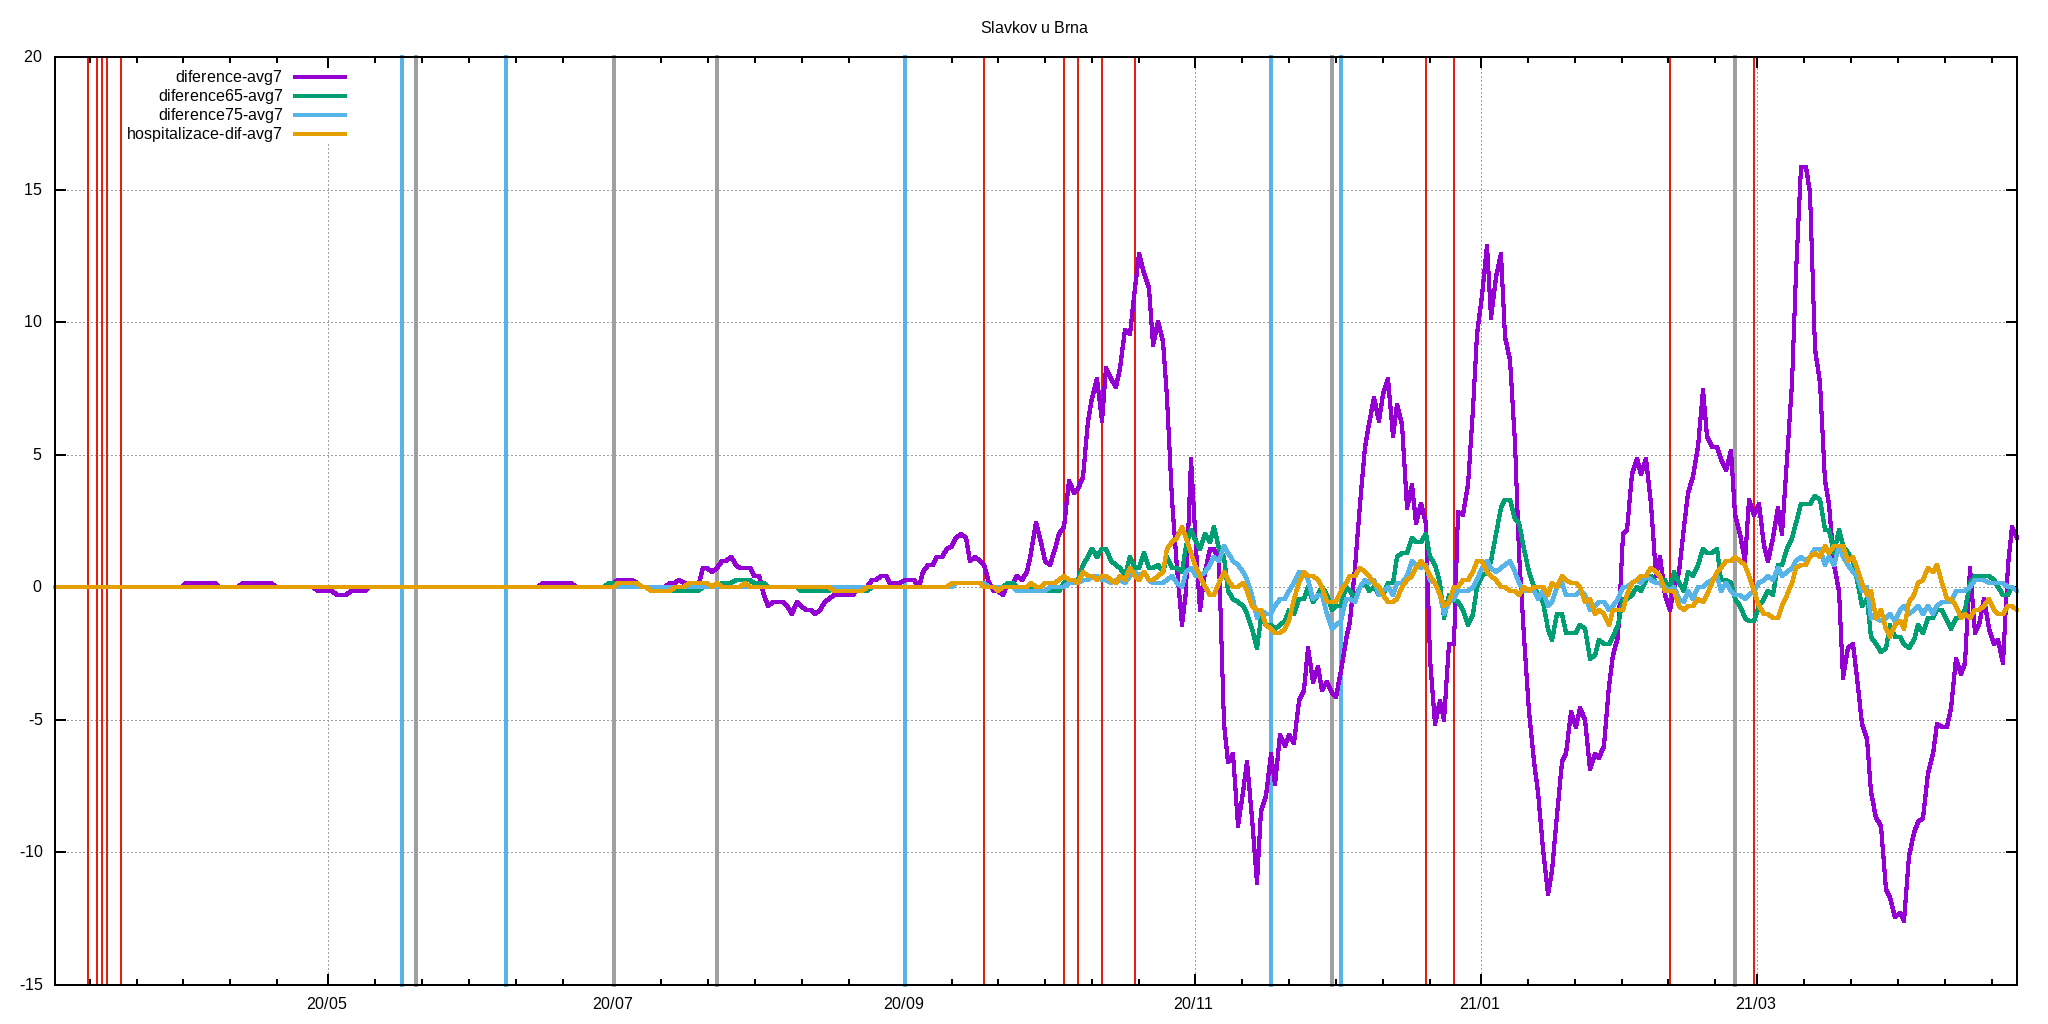 Slavkov u Brna
20
diference-avg7
diference65-avg7
diference75-avg7
hospitalizace-dif-avg7
15
10
5
0
-5
-10
-15
20/05 20/07 20/09 20/11 21/01 21/03